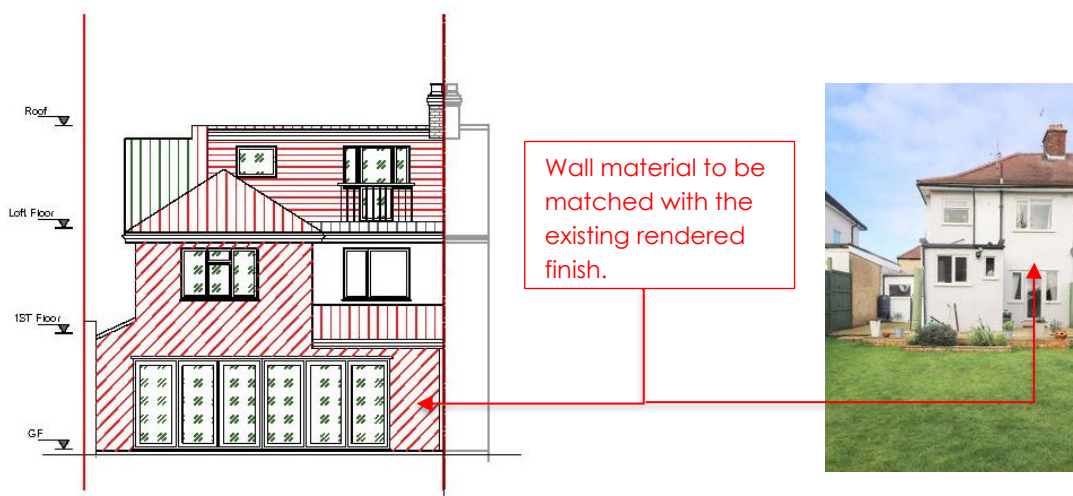 Roof
Loft Floor
1ST Floor
GF
Wall material to be
matched with the
existing rendered
finish.